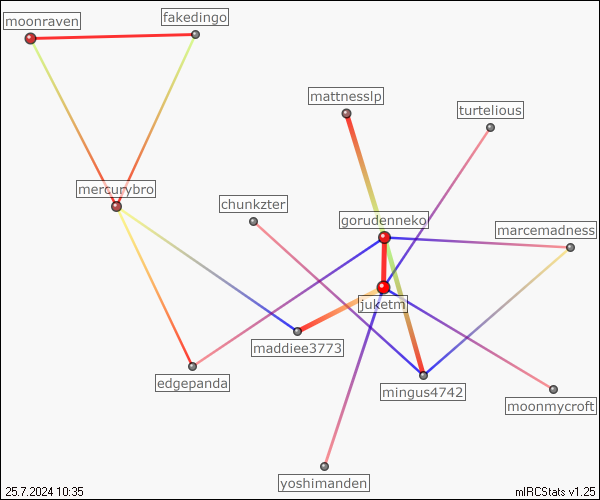 moonraven
fakedingo
mattnesslp
turtelious
mercurybro
chunkzter
gorudenneko
marcemadness
juketm
maddiee3773
edgepanda
mingus4742
moonmycroft
yoshimanden
25.7.2024 10:35
mIRCStats v1.25